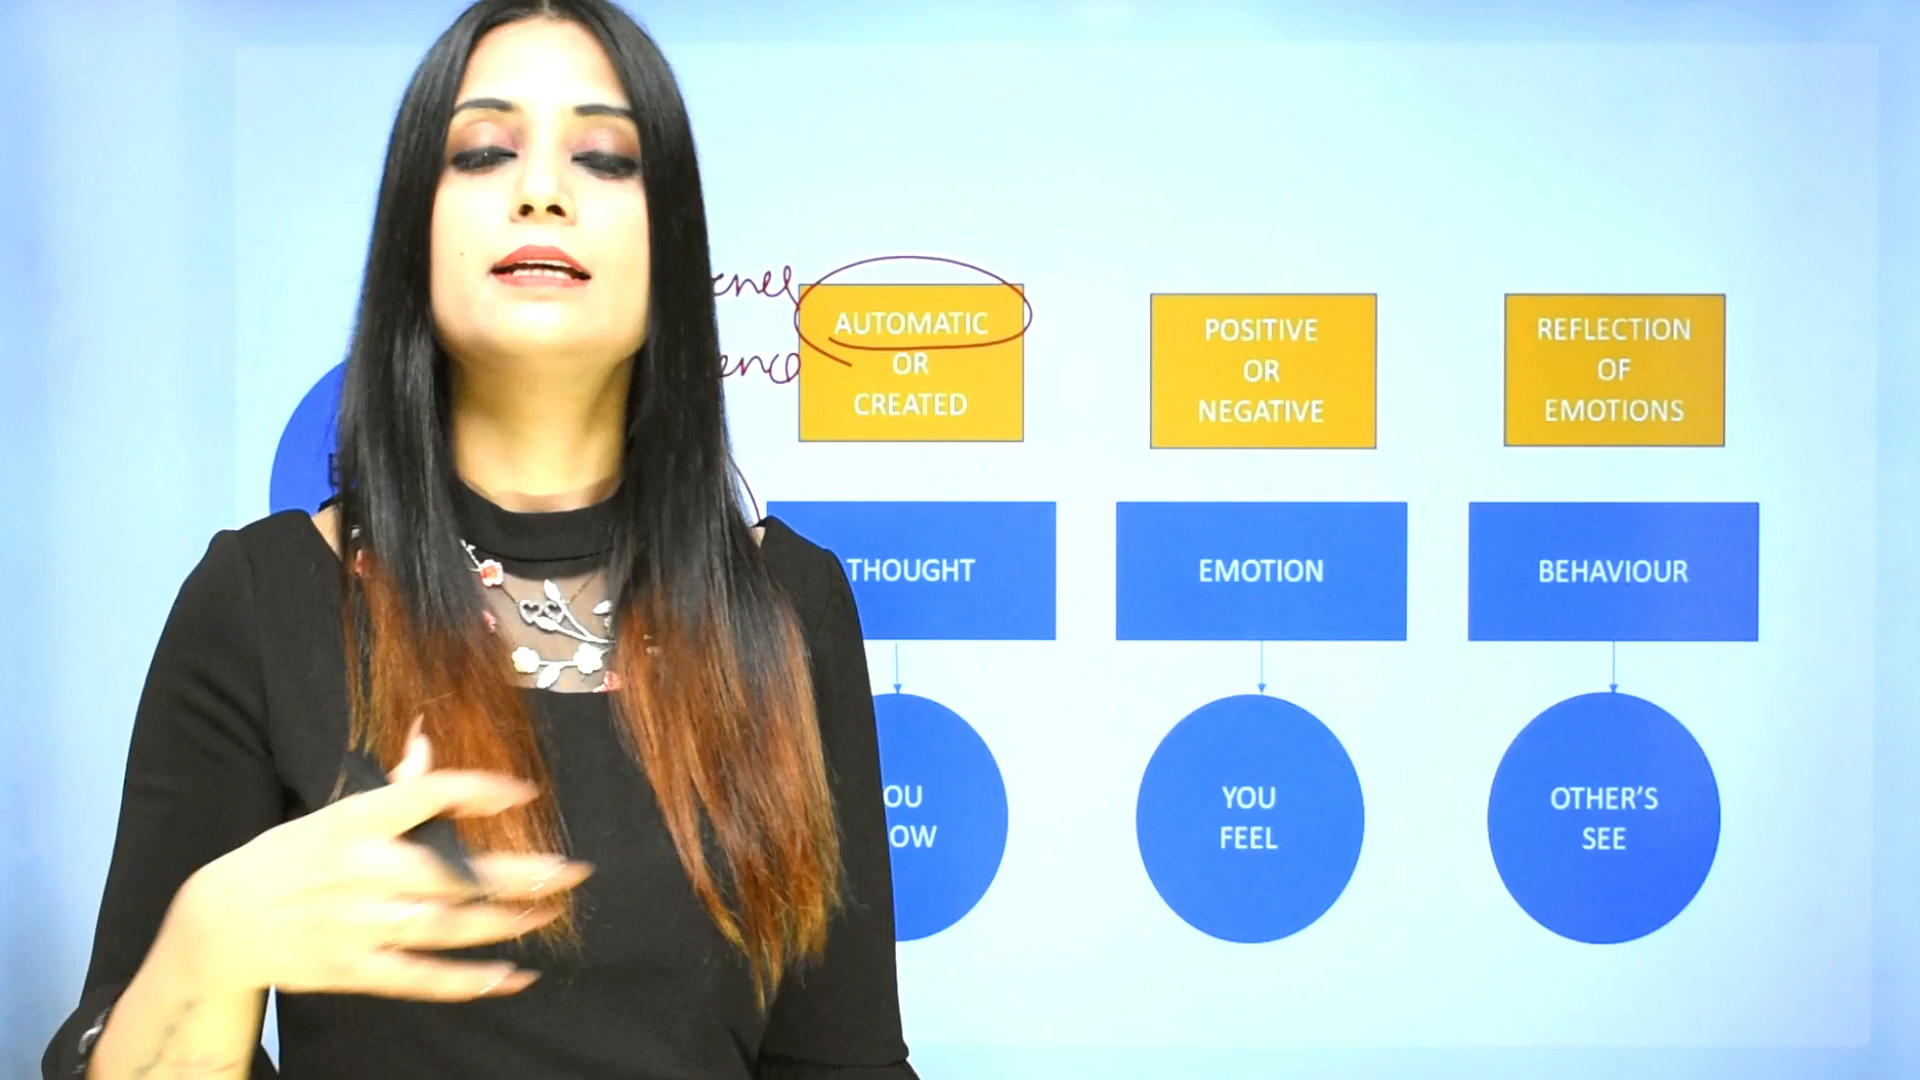 AUTOMATIC
OR
CREATED
POSITIVE
OR
NEGATIVE
REFLECTION
OF
EMOTIONS
THOUGHT
EMOTION
BEHAVIOUR
YOU
FEEL
OTHER'S
SEE